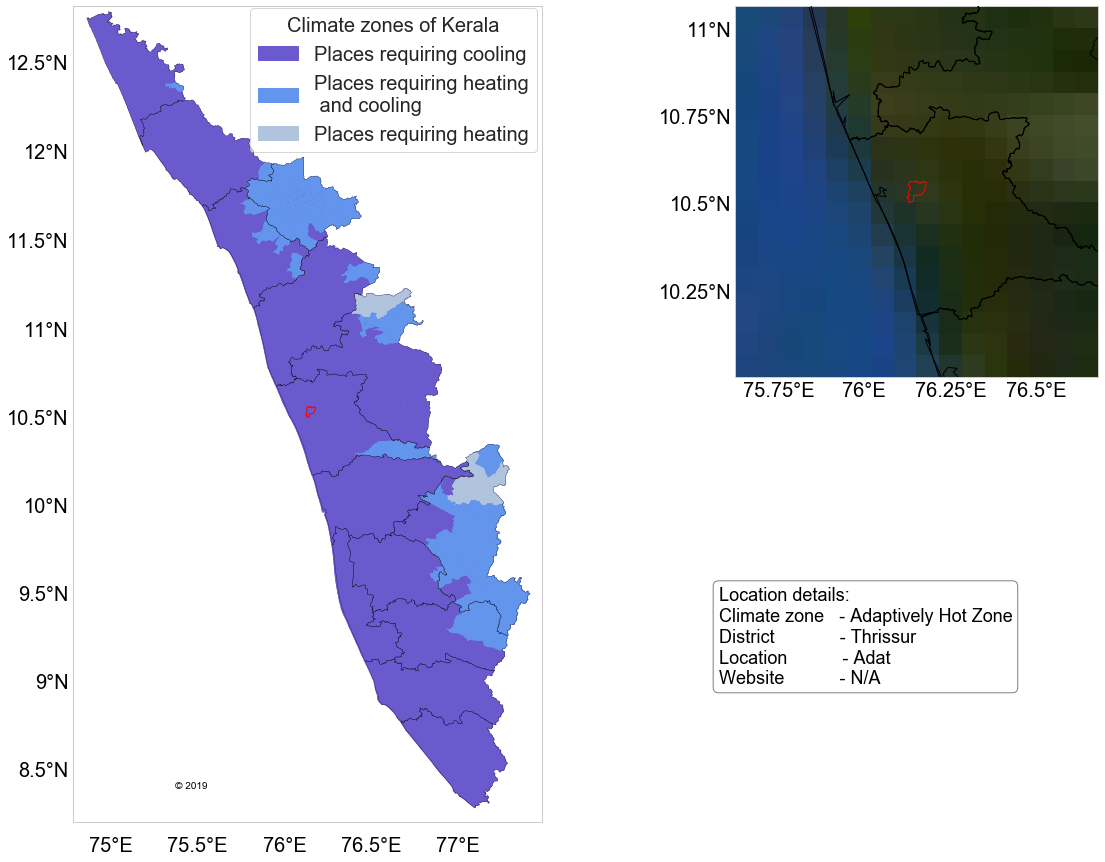 Climate zones of Kerala
Places requiring cooling
Places requiring heating
and cooling
Places requiring heating
12.5°N
12°N
11.5°N
11°N
10.5°N
10°N
9.5°N
9°N
8.5°N
75°E 75.5°E 76°E 76.5°E 77°E
© 2019
11°N
10.75°N
10.5°N
10.25°N
75.75°E 76°E 76.25°E 76.5°E
Location details:
Climate zone - Adaptively Hot Zone
District - Thrissur
Location - Adat
Website - N/A